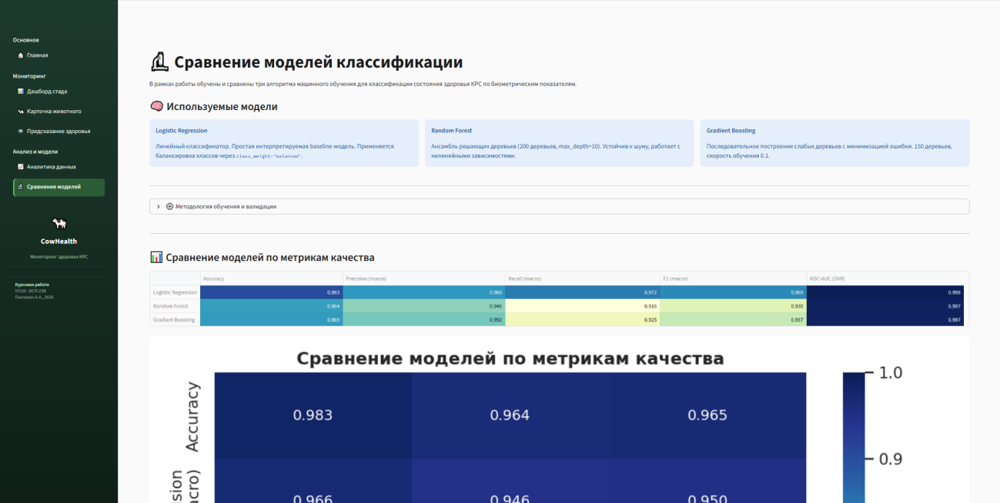 Основное
Главная
Мониторинг
Дашборд стада
Карточка животного
Предсказание здоровья
Анализ и модели
Аналитика данных
Сравнение моделей
CowHealth
Мониторинг здоровья КРС
Курсовая работа
Сравнение моделей классификации
В рамках работы обучены и сравнены три алгоритма машинного обучения для классификации состояния здоровья КРС по биометрическим показателям.
Используемые модели
Logistic Regression
Линейный классификатор. Простая интерпретируемая baseline-модель. Применяется
балансировка классов через class_weight='balanced'.
Random Forest
Ансамбль решающих деревьев (200 деревьев, max_depth=10). Устойчив к шуму, работает с
нелинейными зависимостями.
Gradient Boosting
Последовательное построение слабых деревьев с минимизацией ошибки. 150 деревьев,
скорость обучения 0.1.
Методология обучения и валидации
Сравнение моделей по метрикам качества
Accuracy Precision (macro) Recall (macro) F1 (macro) ROC-AUC (OVR)
Logistic Regression 0.983 0.966 0.972 0.969 0.998
Random Forest 0.964 0.946 0.916 0.930 0.997
Gradient Boosting 0.965 0.950 0.925 0.937 0.997
Сравнение моделей по метрикам качества
Accuracy
0.983 0.964 0.965
1.0
0.9
sion
acro)
0.966 0.946 0.950